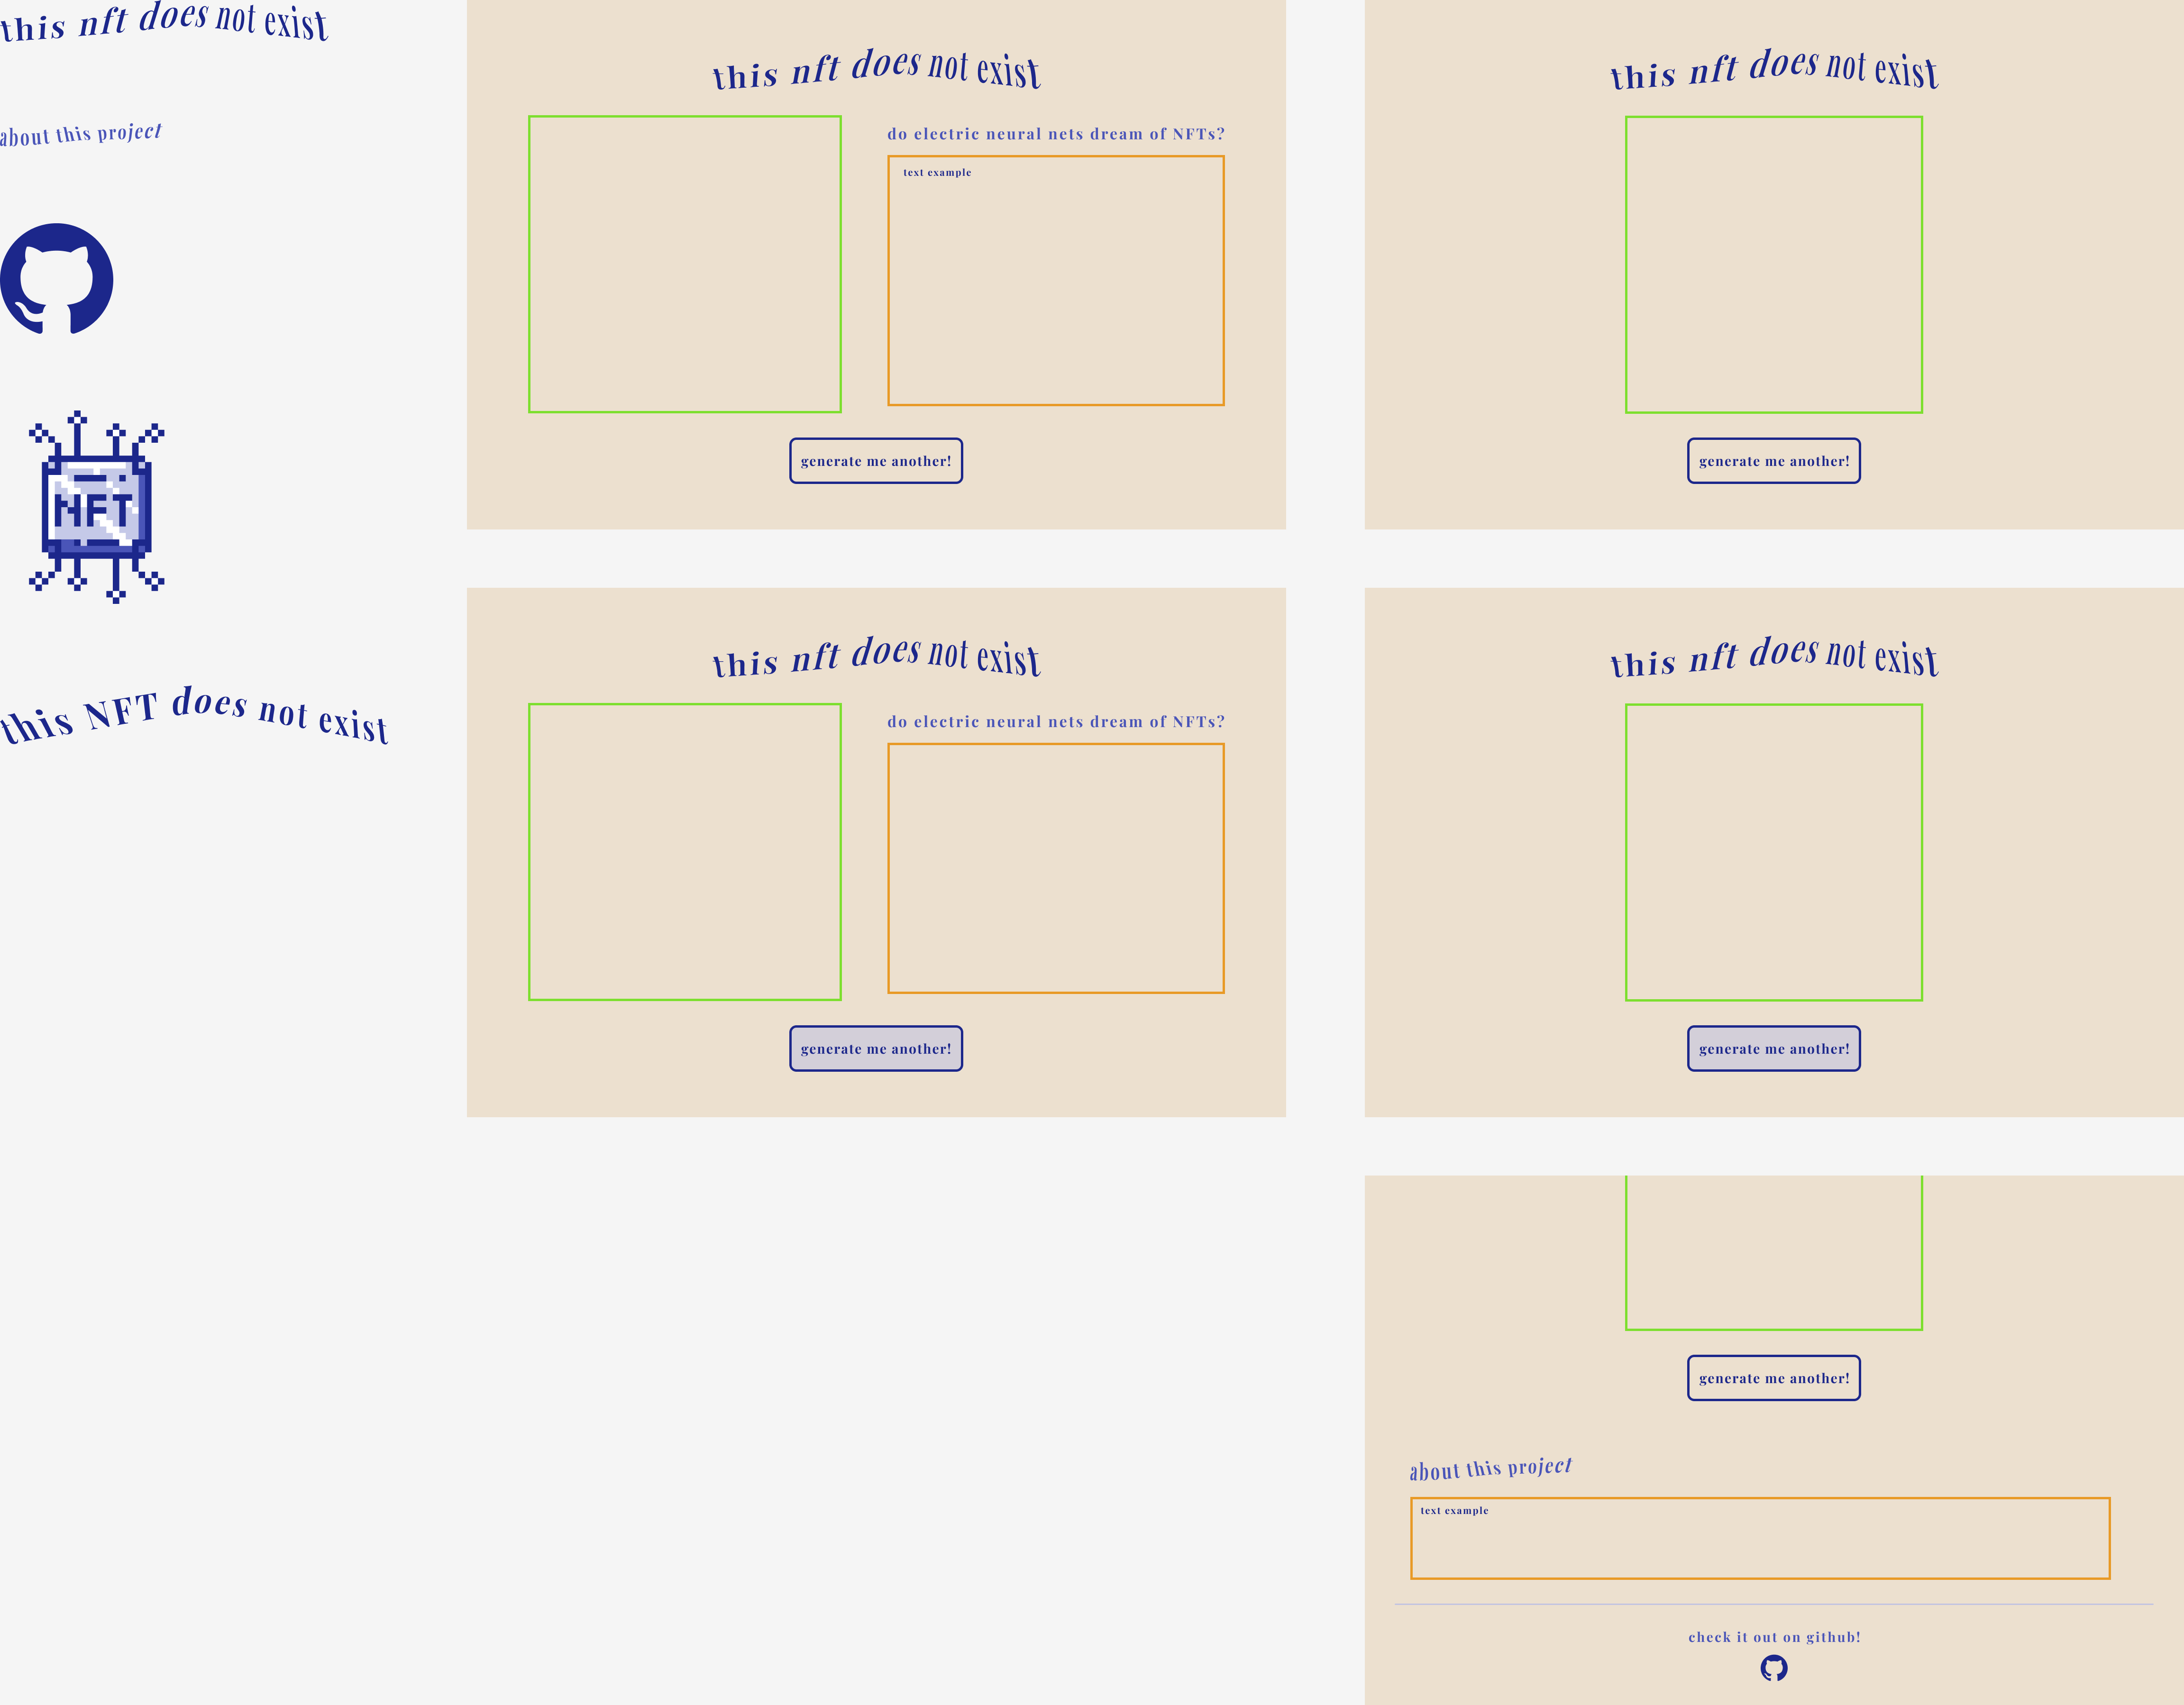 this nft does not exist
about this project
NFT
this NFT does not exist
this nft does not exist
do electric neural nets dream of NFTs?
text example
generate me another!
this nft does not exist
generate me another!
this nft does not exist
do electric neural nets dream of NFTs?
generate me another!
this nft does not exist
generate me another!
generate me another!
about this project
text example
check it out on github!